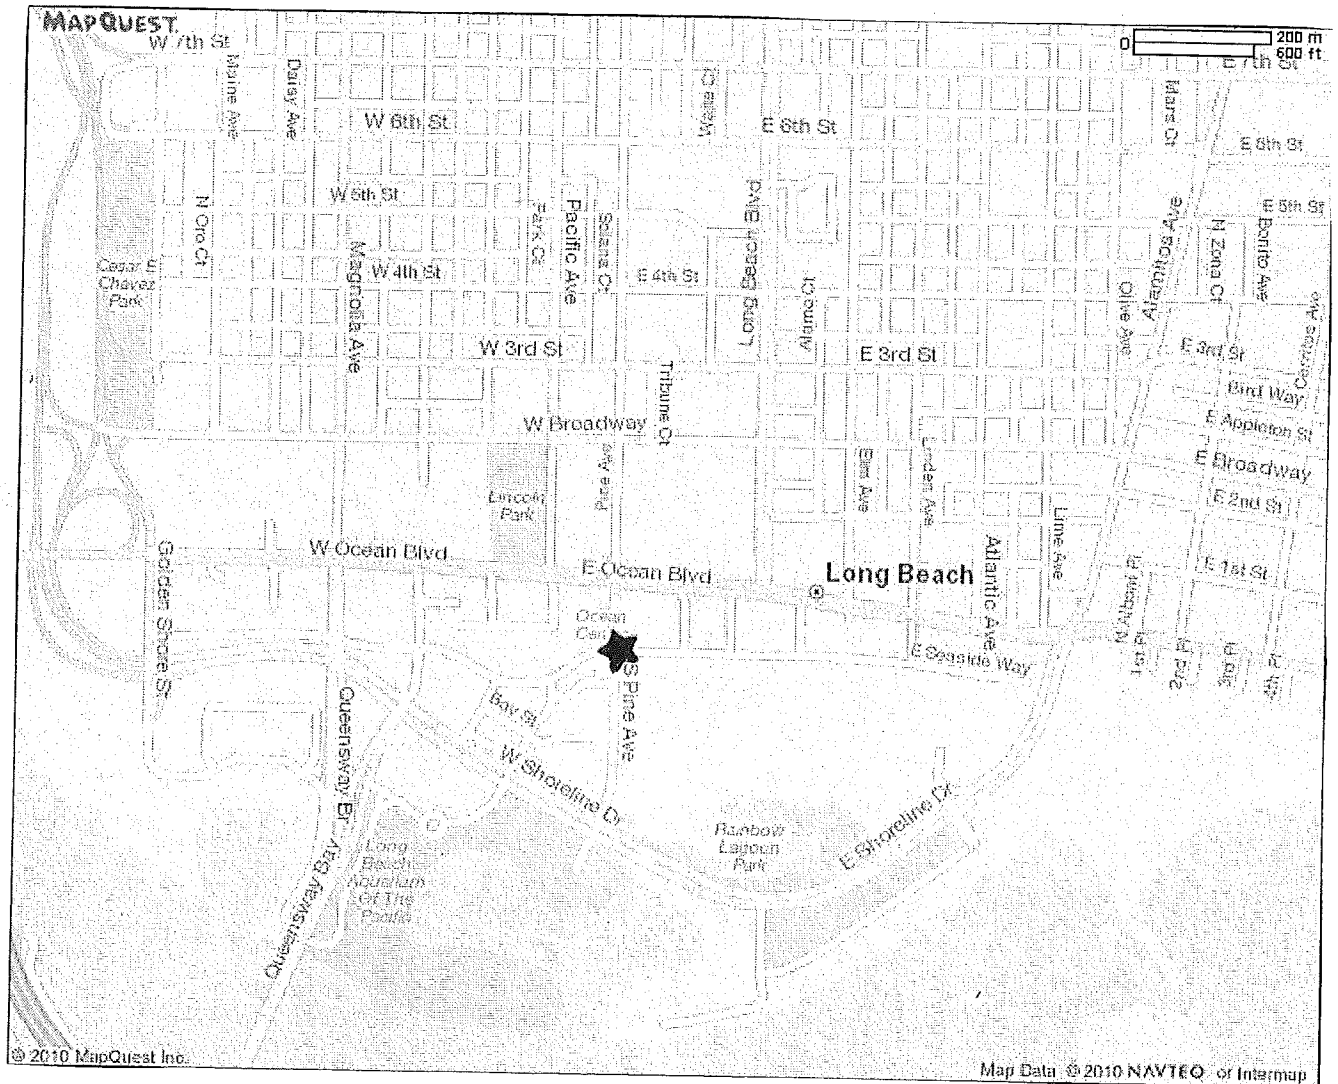 MAPQUEST.
0
200 m
600 ft
W 7th St
E 7th St
Maine Ave
Daisy Ave
W 6th St
E 6th St
Mars Ct
E 6th St
W 5th St
E 5th St
N Oro Ct
Park Ct
Pacific Ave
Solana Ct
Long Beach Blvd
Alamitos Ave
N Zona Ct
Bonito Ave
Cesar E
Chavez
Park
Magnolia Ave
W 4th St
E 4th St
Alamo Ct
Olive Ave
Cerritos Ave
W 3rd St
E 3rd St
E 3rd St
Tribune Ct
Bird Way
E Appleton St
W Broadway
E Broadway
Pine Ave
Elm Ave
Linden Ave
Lincoln
Park
E 2nd St
Lime Ave
W Ocean Blvd
E Ocean Blvd
Long Beach
Atlantic Ave
E 1st St
N Alboni Pl
1st Pl
2nd Pl
3rd Pl
4th Pl
Golden Shore St
Ocean
E Seaside Way
S Pine Ave
Bay St
Queensway Br
W Shoreline Dr
E Shoreline Dr
Rainbow
Lagoon
Park
Long
Beach
Aquarium
Of The
Pacific
Queensway Bay
© 2010 MapQuest Inc.
Map Data © 2010 NAVTEQ or Intermap